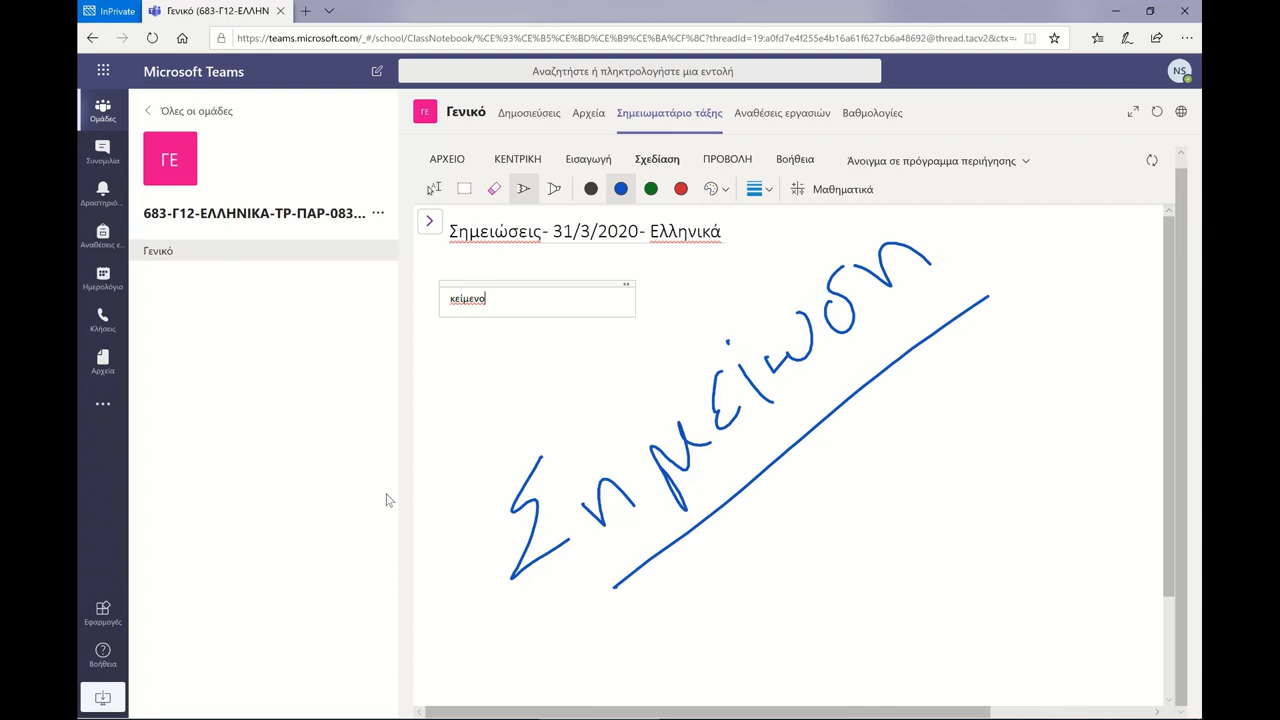 InPrivate
Γενικό (683-Γ12-ΕΛΛΗΝ
https://teams.microsoft.com/_#/school/ClassNotebook/%CE%93%CE%B5%CE%BD%CE%B9%CE%BA%CF%8C?threadId=19:a0fd7e4f255e4b16a61f627cb6a48692@thread.tacv2&ctx=
Microsoft Teams
Αναζητήστε ή πληκτρολογήστε μια εντολή
NS
Ομάδες
Συνομιλία
Δραστηριό...
Αναθέσεις ε...
Ημερολόγιο
Κλήσεις
Αρχεία
Εφαρμογές
Βοήθεια
Όλες οι ομάδες
ΓΕ
683-Γ12-ΕΛΛΗΝΙΚΑ-ΤΡ-ΠΑΡ-083...
Γενικό
ΓΕ Γενικό Δημοσιεύσεις Αρχεία Σημειωματάριο τάξης Αναθέσεις εργασιών Βαθμολογίες
ΑΡΧΕΙΟ ΚΕΝΤΡΙΚΗ Εισαγωγή Σχεδίαση ΠΡΟΒΟΛΗ Βοήθεια Άνοιγμα σε πρόγραμμα περιήγησης
Μαθηματικά
Σημειώσεις- 31/3/2020- Ελληνικά
κείμενο
Σημείωση